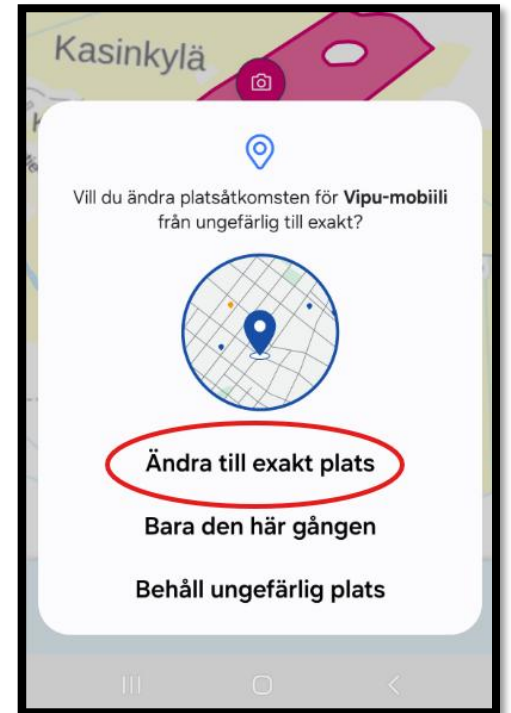 Kasinkylä
Vill du ändra platsåtkomsten för Vipu-mobiili
från ungefärlig till exakt?
Ändra till exakt plats
Bara den här gången
Behåll ungefärlig plats